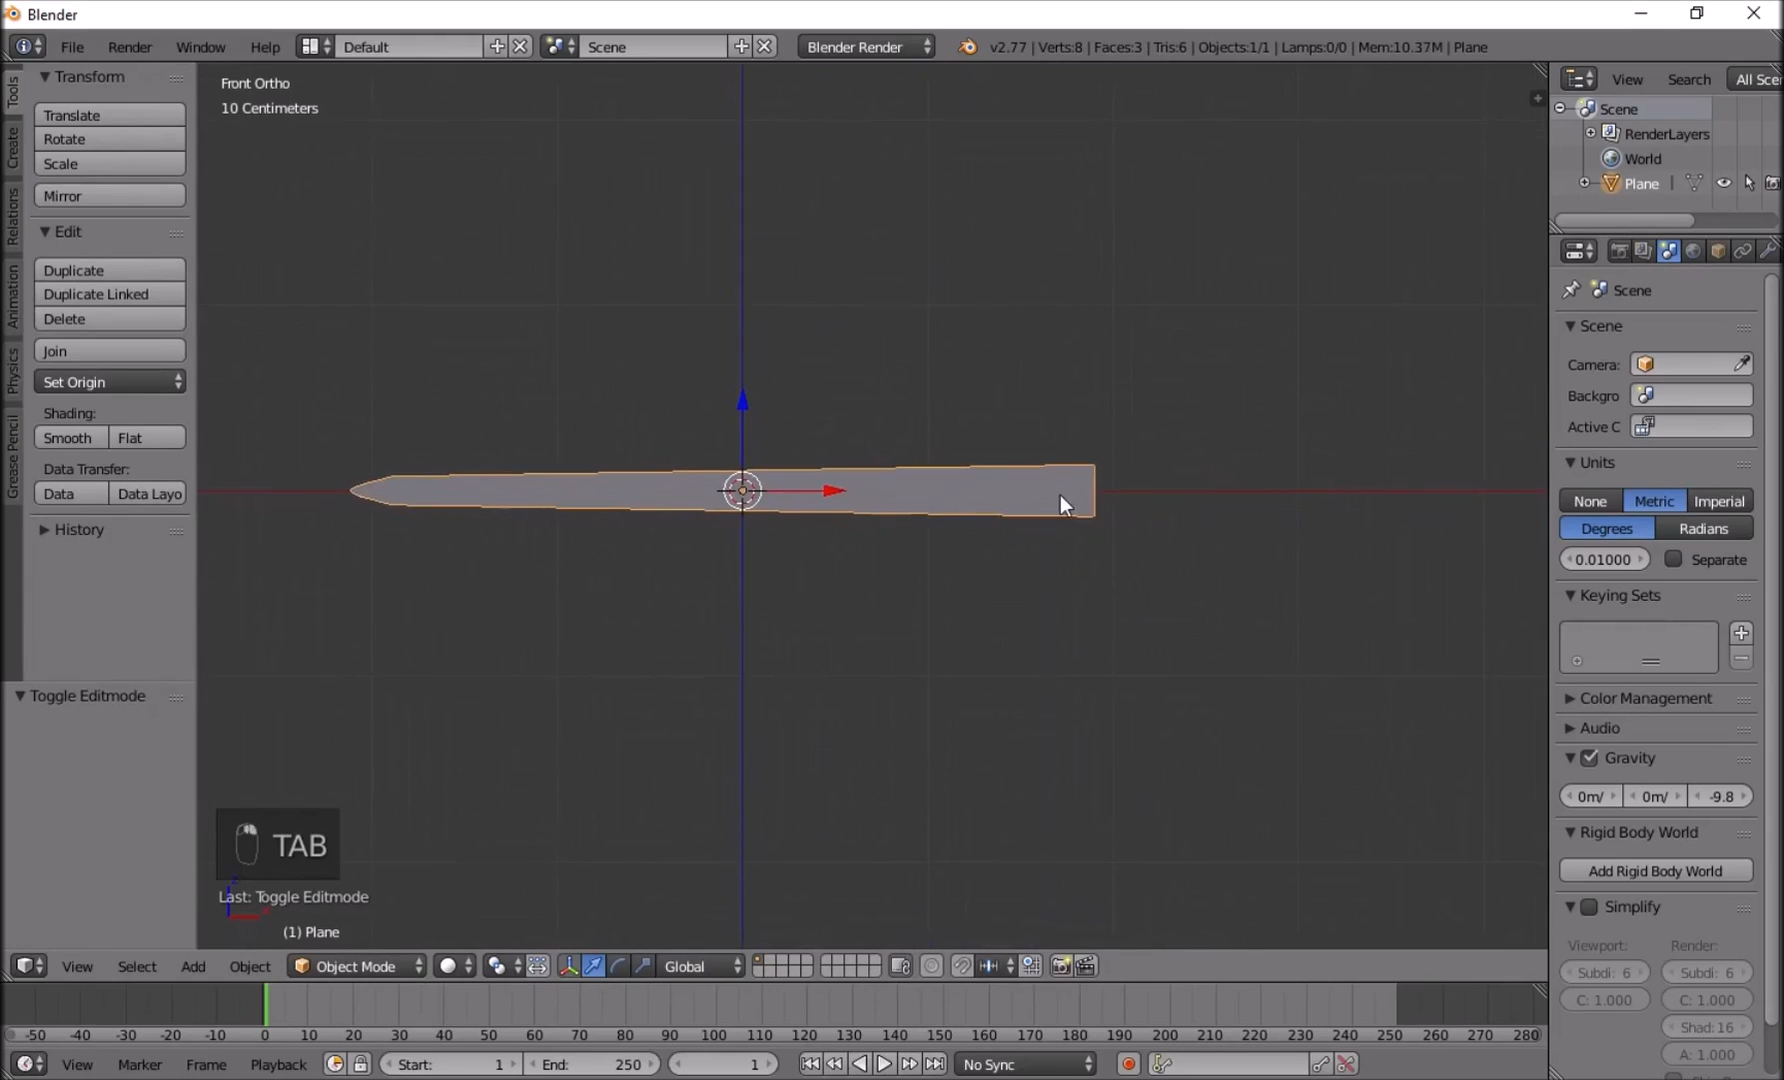 Blender
File Render Window Help Default Scene Blender Render v2.77 | Verts:8 | Faces:3 | Tris:6 | Objects:1/1 | Lamps:0/0 | Mem:10.37M | Plane
Tools
Create
Relations
Animation
Physics
Grease Pencil
Transform
Translate
Rotate
Scale
Mirror
Edit
Duplicate
Duplicate Linked
Delete
Join
Set Origin
Shading:
Smooth Flat
Data Transfer:
Data Data Layo
History
Toggle Editmode
Front Ortho
10 Centimeters
TAB
Last: Toggle Editmode
(1) Plane
View Search All Sce
Scene
RenderLayers
World
Plane
Scene
Scene
Camera:
Backgro
Active C
Units
None Metric Imperial
Degrees Radians
0.01000 Separate
Keying Sets
Color Management
Audio
Gravity
0m/ 0m/ -9.8
Rigid Body World
Add Rigid Body World
Simplify
Viewport: Render:
Subdi: 6 Subdi: 6
C: 1.000 C: 1.000
Shad: 16
A: 1.000
View Select Add Object Object Mode Global
-50 -40 -30 -20 -10 0 10 20 30 40 50 60 70 80 90 100 110 120 130 140 150 160 170 180 190 200 210 220 230 240 250 260 270 280
View Marker Frame Playback Start: 1 End: 250 1 No Sync